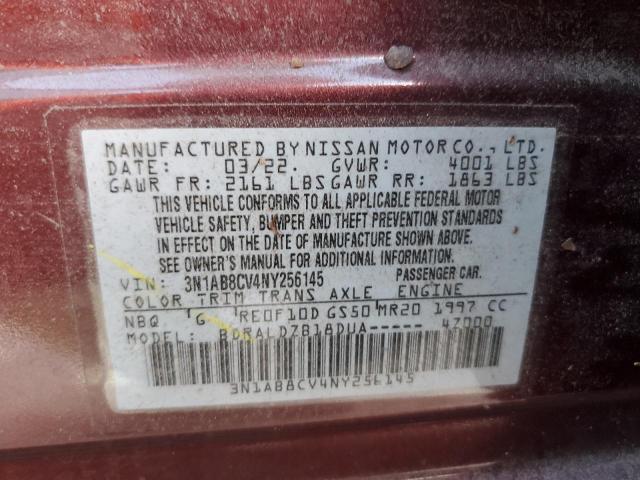 MANUFACTURED BY NISSAN MOTOR CO., LTD.
DATE: 03/22. GVWR: 4001 LBS
GAWR FR: 2161 LBS GAWR RR: 1863 LBS
THIS VEHICLE CONFORMS TO ALL APPLICABLE FEDERAL MOTOR
VEHICLE SAFETY, BUMPER AND THEFT PREVENTION STANDARDS
IN EFFECT ON THE DATE OF MANUFACTURE SHOWN ABOVE.
SEE OWNER'S MANUAL FOR ADDITIONAL INFORMATION.
VIN: 3N1AB8CV4NY256145 PASSENGER CAR.
COLOR TRIM TRANS AXLE ENGINE
NBQ G RE0F10D GS50 MR20 1997 CC
MODEL: BDRALDZB18DUA----- 4Z000
3N1AB8CV4NY256145